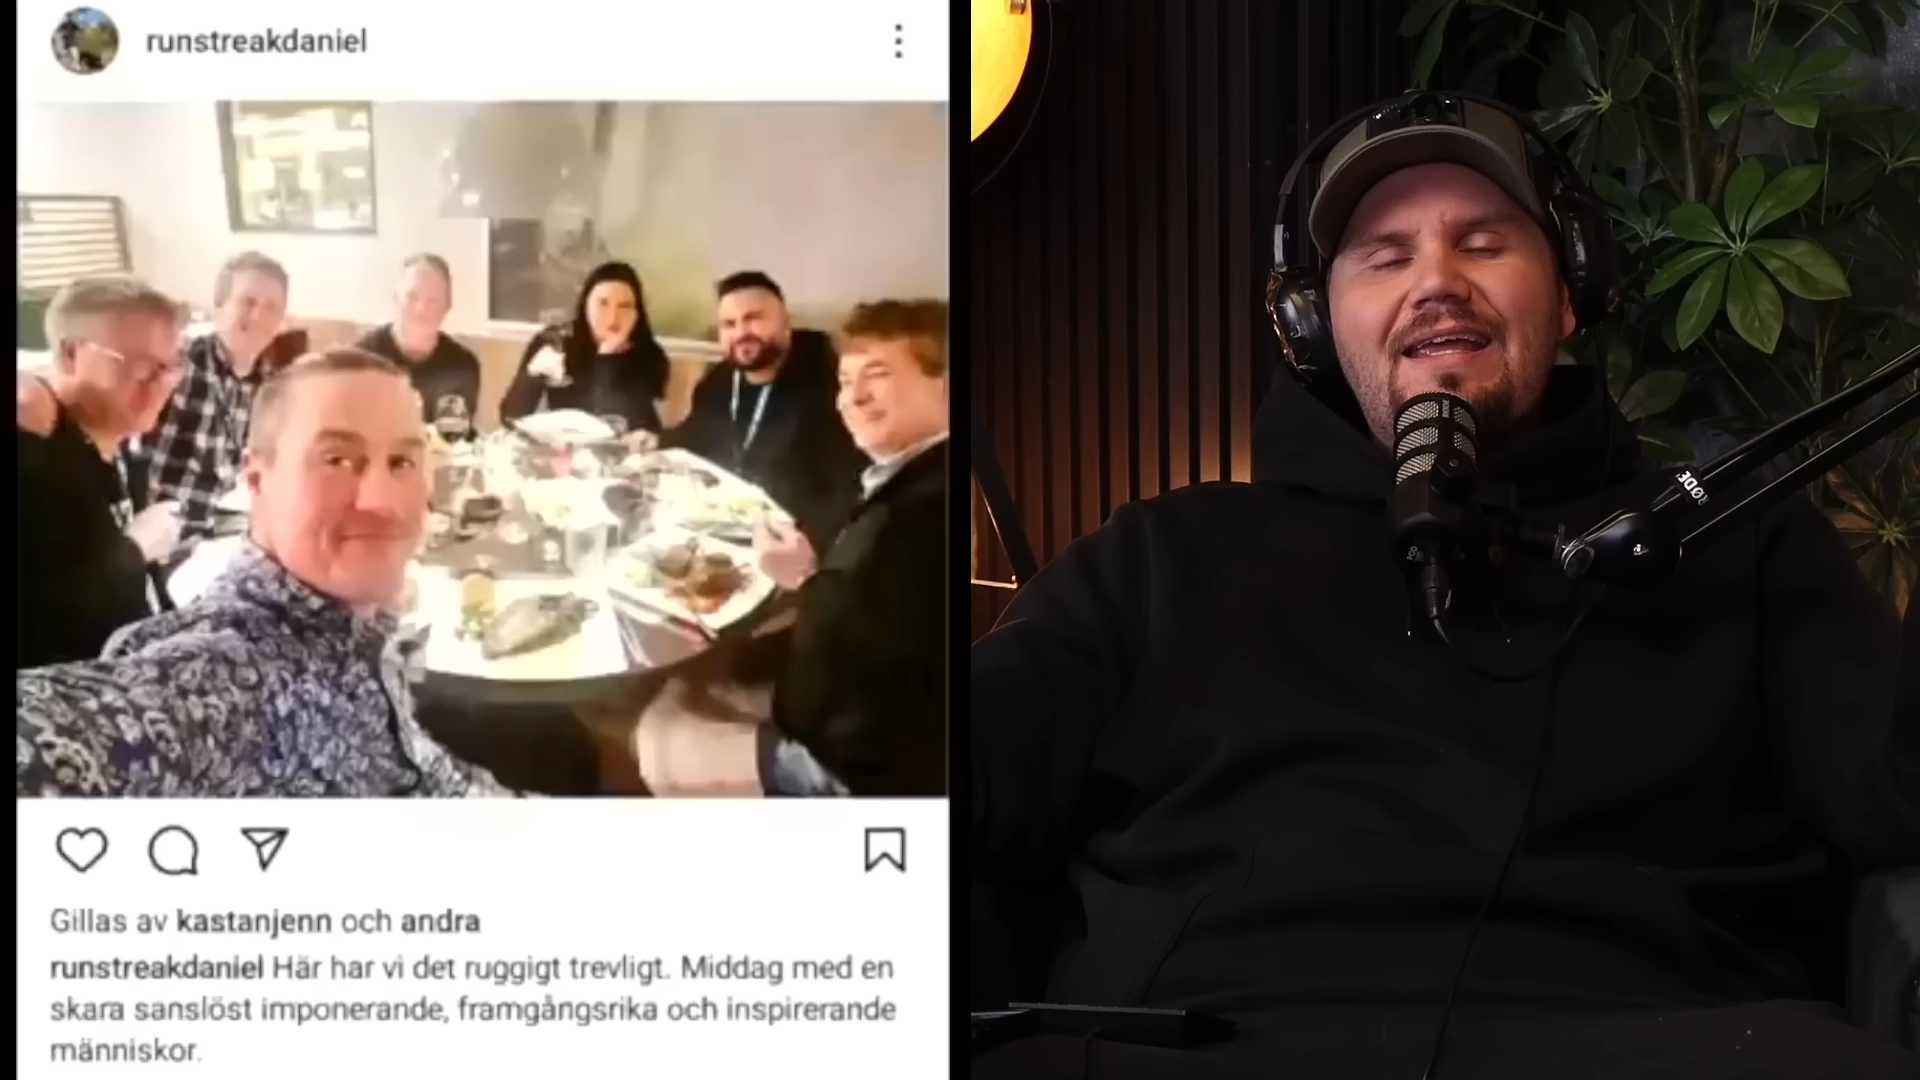 runstreakdaniel
Gillas av kastanjenn och andra
runstreakdaniel Här har vi det ruggigt trevligt. Middag med en
skara sanslöst imponerande, framgångsrika och inspirerande
människor.
RØDE